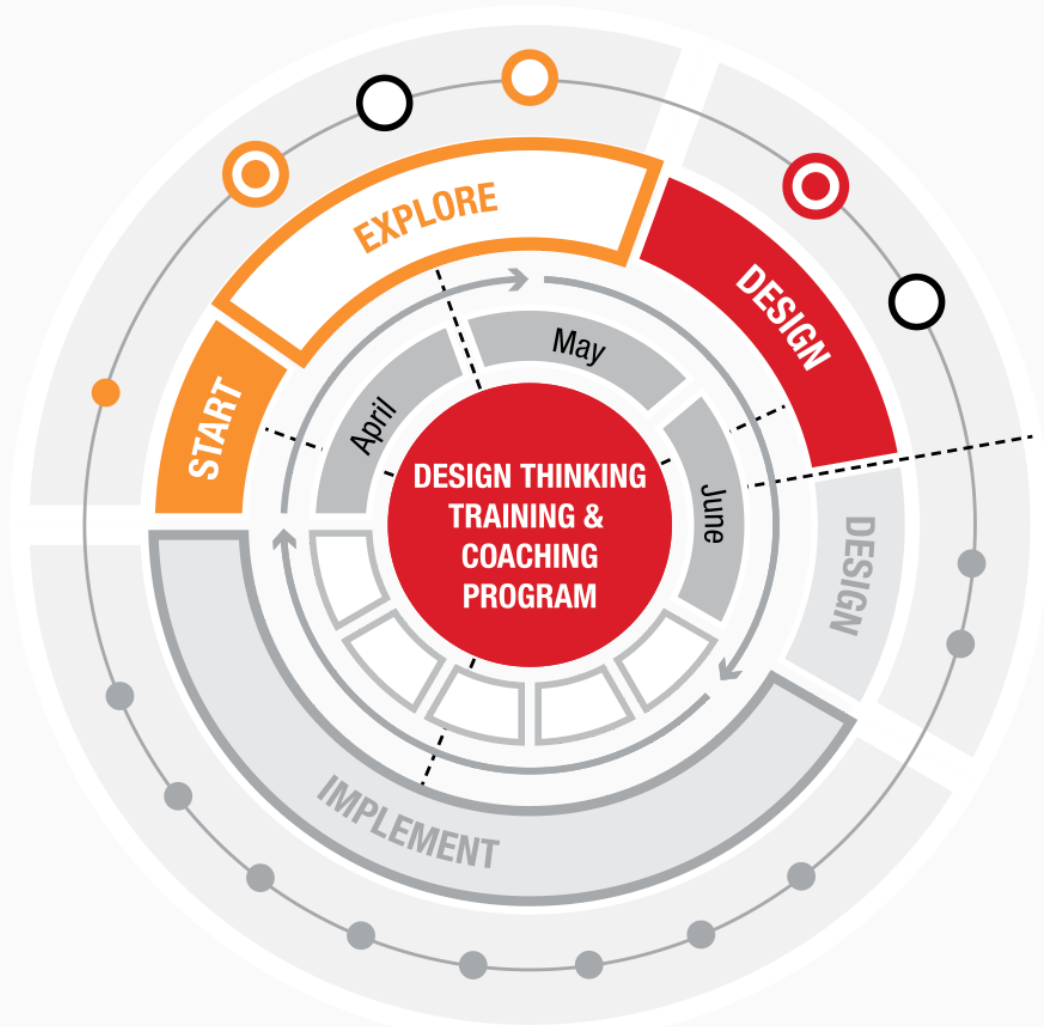 EXPLORE
DESIGN
START
May
April
June
DESIGN THINKING
TRAINING &
COACHING
PROGRAM
DESIGN
IMPLEMENT